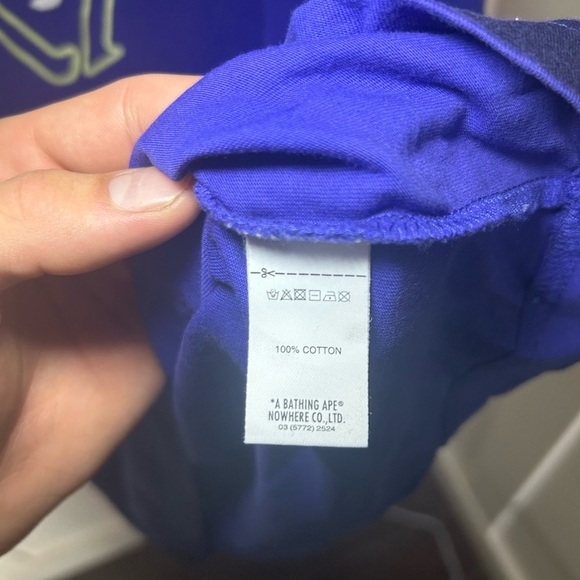 100% COTTON
*A BATHING APE®
NOWHERE CO.,LTD.
03 (5772) 2524